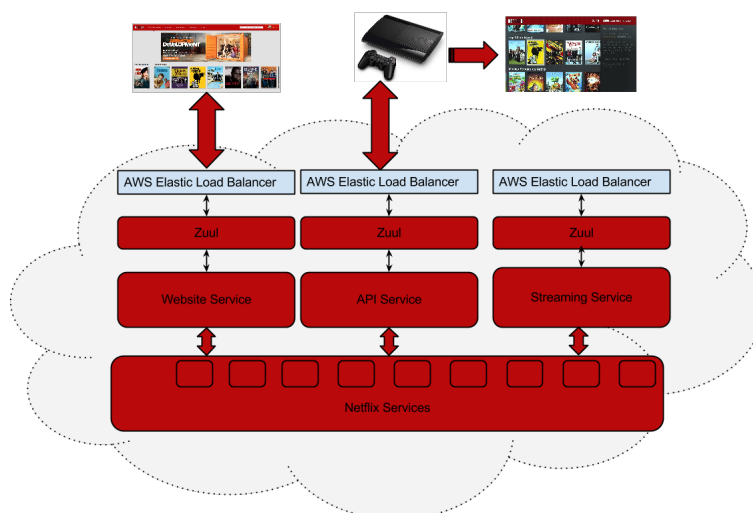 DEVELOPMENT
AWS Elastic Load Balancer
AWS Elastic Load Balancer
AWS Elastic Load Balancer
Zuul
Zuul
Zuul
Website Service
API Service
Streaming Service
Netflix Services